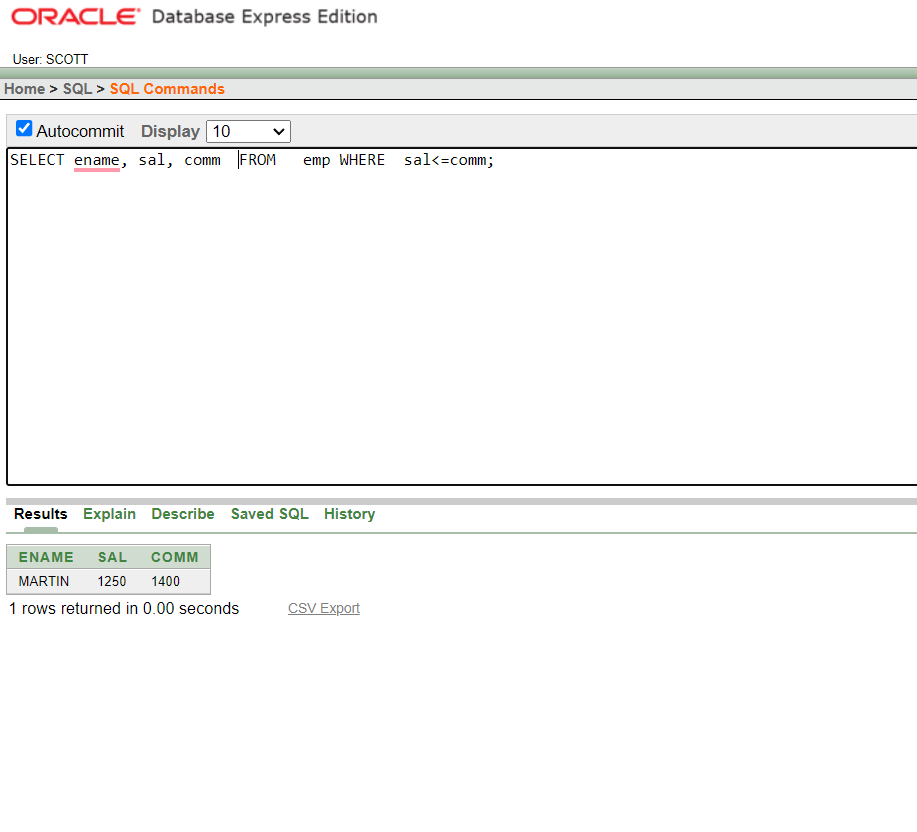 ORACLE® Database Express Edition
User: SCOTT
Home > SQL > SQL Commands
Autocommit Display 10
SELECT ename, sal, comm  FROM   emp WHERE  sal<=comm;
Results Explain Describe Saved SQL History
ENAME SAL COMM
MARTIN 1250 1400
1 rows returned in 0.00 seconds CSV Export